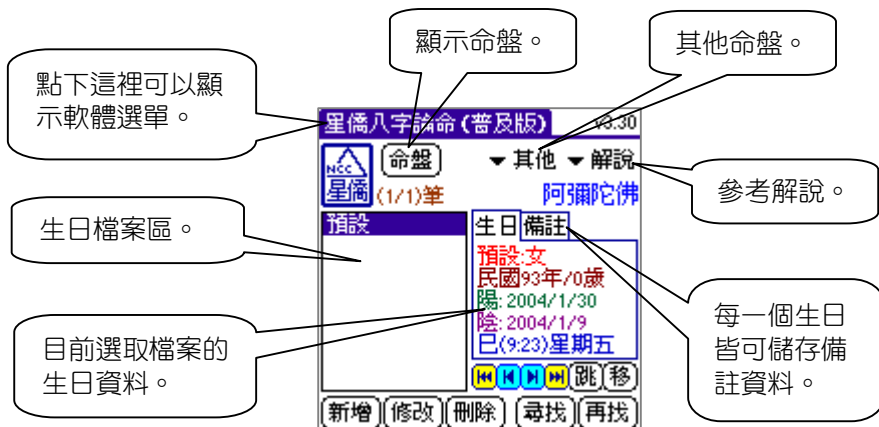 顯示命盤。
其他命盤。
點下這裡可以顯
示軟體選單。
星僑八字論命(普及版) v3.30
NCC
星僑
命盤
▼其他 ▼解說
(1/1)筆
阿彌陀佛
參考解說。
生日檔案區。
預設
生日 備註
預設:女
民國93年/0歲
陽:2004/1/30
陰:2004/1/9
巳(9:23)星期五
目前選取檔案的
生日資料。
每一個生日
皆可儲存備
註資料。
跳 移
新增 修改 刪除 尋找 再找